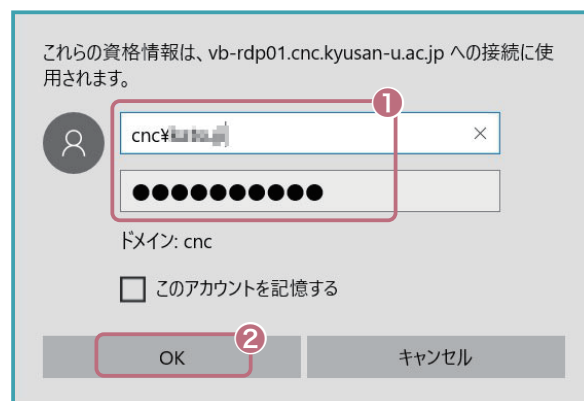 これらの資格情報は、vb-rdp01.cnc.kyusan-u.ac.jp への接続に使
用されます。
1
cnc¥
●●●●●●●●●●
ドメイン: cnc
このアカウントを記憶する
2
OK
キャンセル